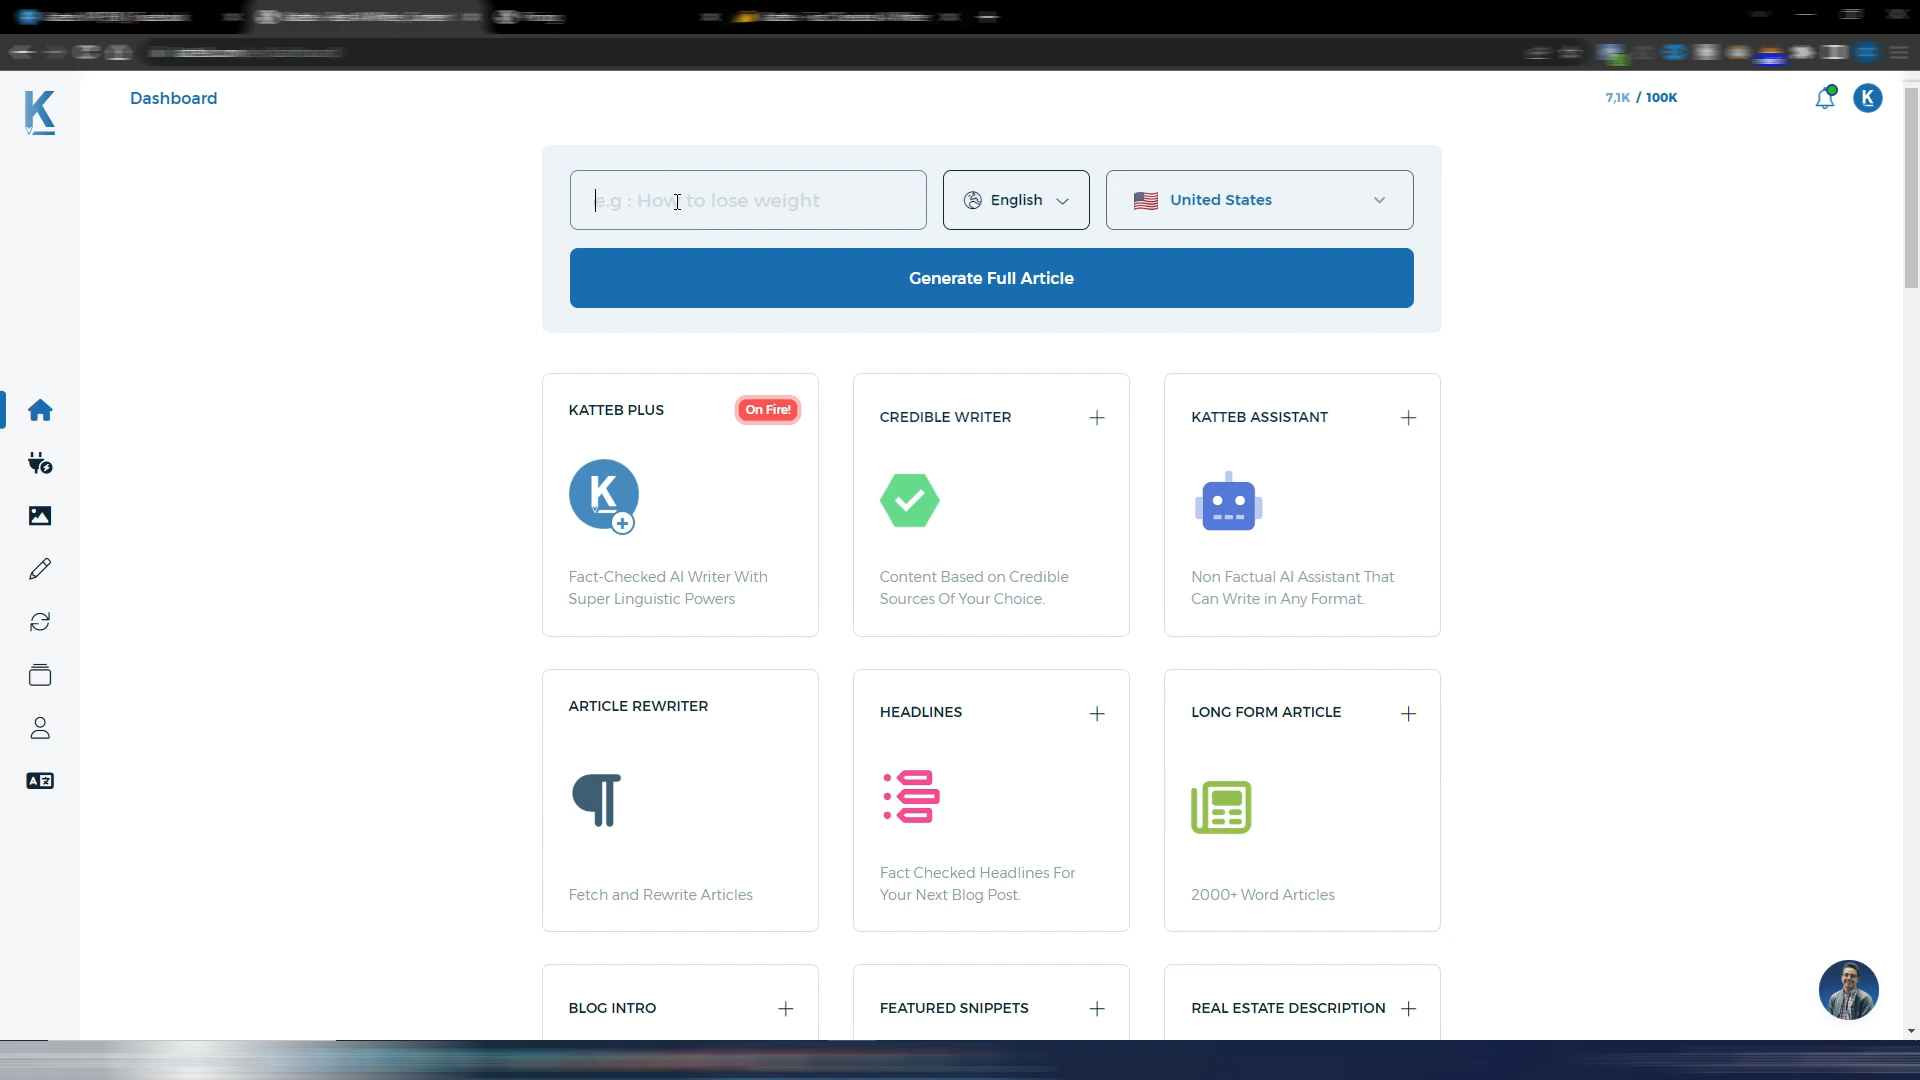 Dashboard
7,1K / 100K
K
K
e.g : How to lose weight
English
United States
Generate Full Article
KATTEB PLUS
On Fire!
CREDIBLE WRITER
KATTEB ASSISTANT
K
Fact-Checked AI Writer With
Super Linguistic Powers
Content Based on Credible
Sources Of Your Choice.
Non Factual AI Assistant That
Can Write in Any Format.
ARTICLE REWRITER
HEADLINES
LONG FORM ARTICLE
Fetch and Rewrite Articles
Fact Checked Headlines For
Your Next Blog Post.
2000+ Word Articles
BLOG INTRO
FEATURED SNIPPETS
REAL ESTATE DESCRIPTION